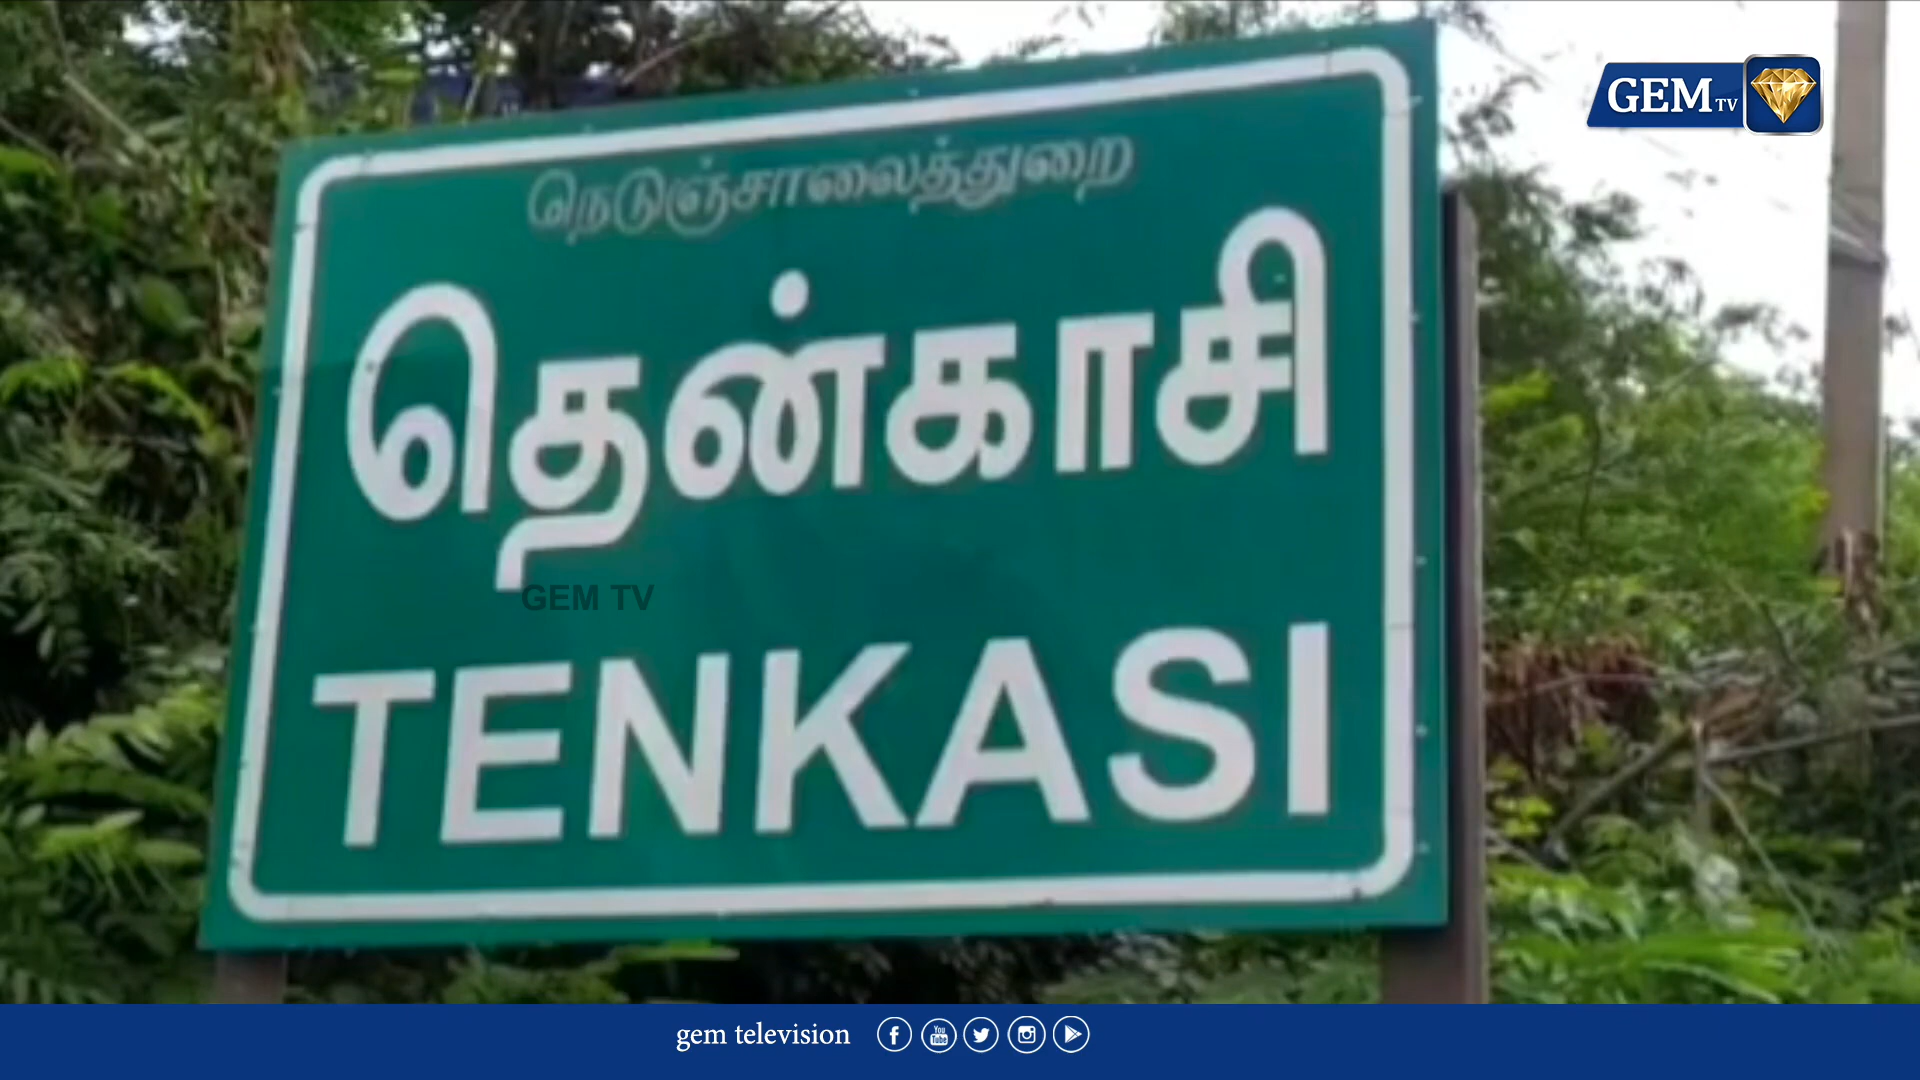 GEM TV
நெடுஞ்சாலைத்துறை
தென்காசி
GEM TV
TENKASI
gem television